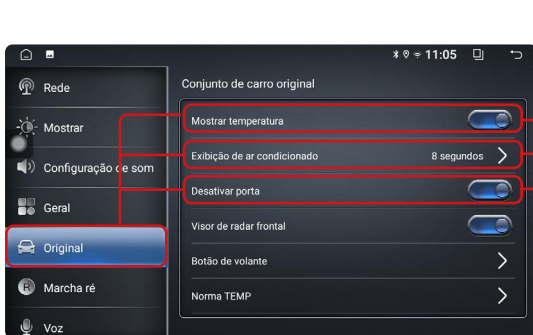 11:05
Rede
Mostrar
Configuração de som
Geral
Original
Marcha ré
Voz
Conjunto de carro original
Mostrar temperatura
Exibição de ar condicionado 8 segundos
Desativar porta
Visor de radar frontal
Botão de volante
Norma TEMP